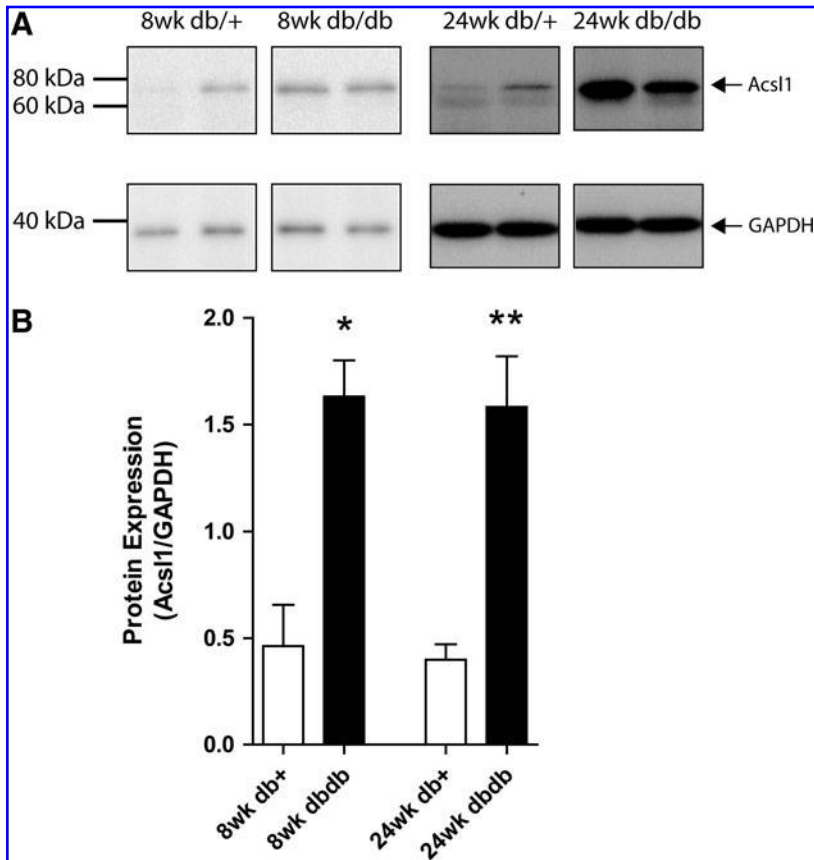 A
8wk db/+ 8wk db/db 24wk db/+ 24wk db/db
80 kDa
60 kDa
Acsl1
40 kDa
GAPDH
B
Protein Expression
(Acsl1/GAPDH)
2.0
1.5
1.0
0.5
0.0
*
**
8wk db+
8wk dbdb
24wk db+
24wk dbdb